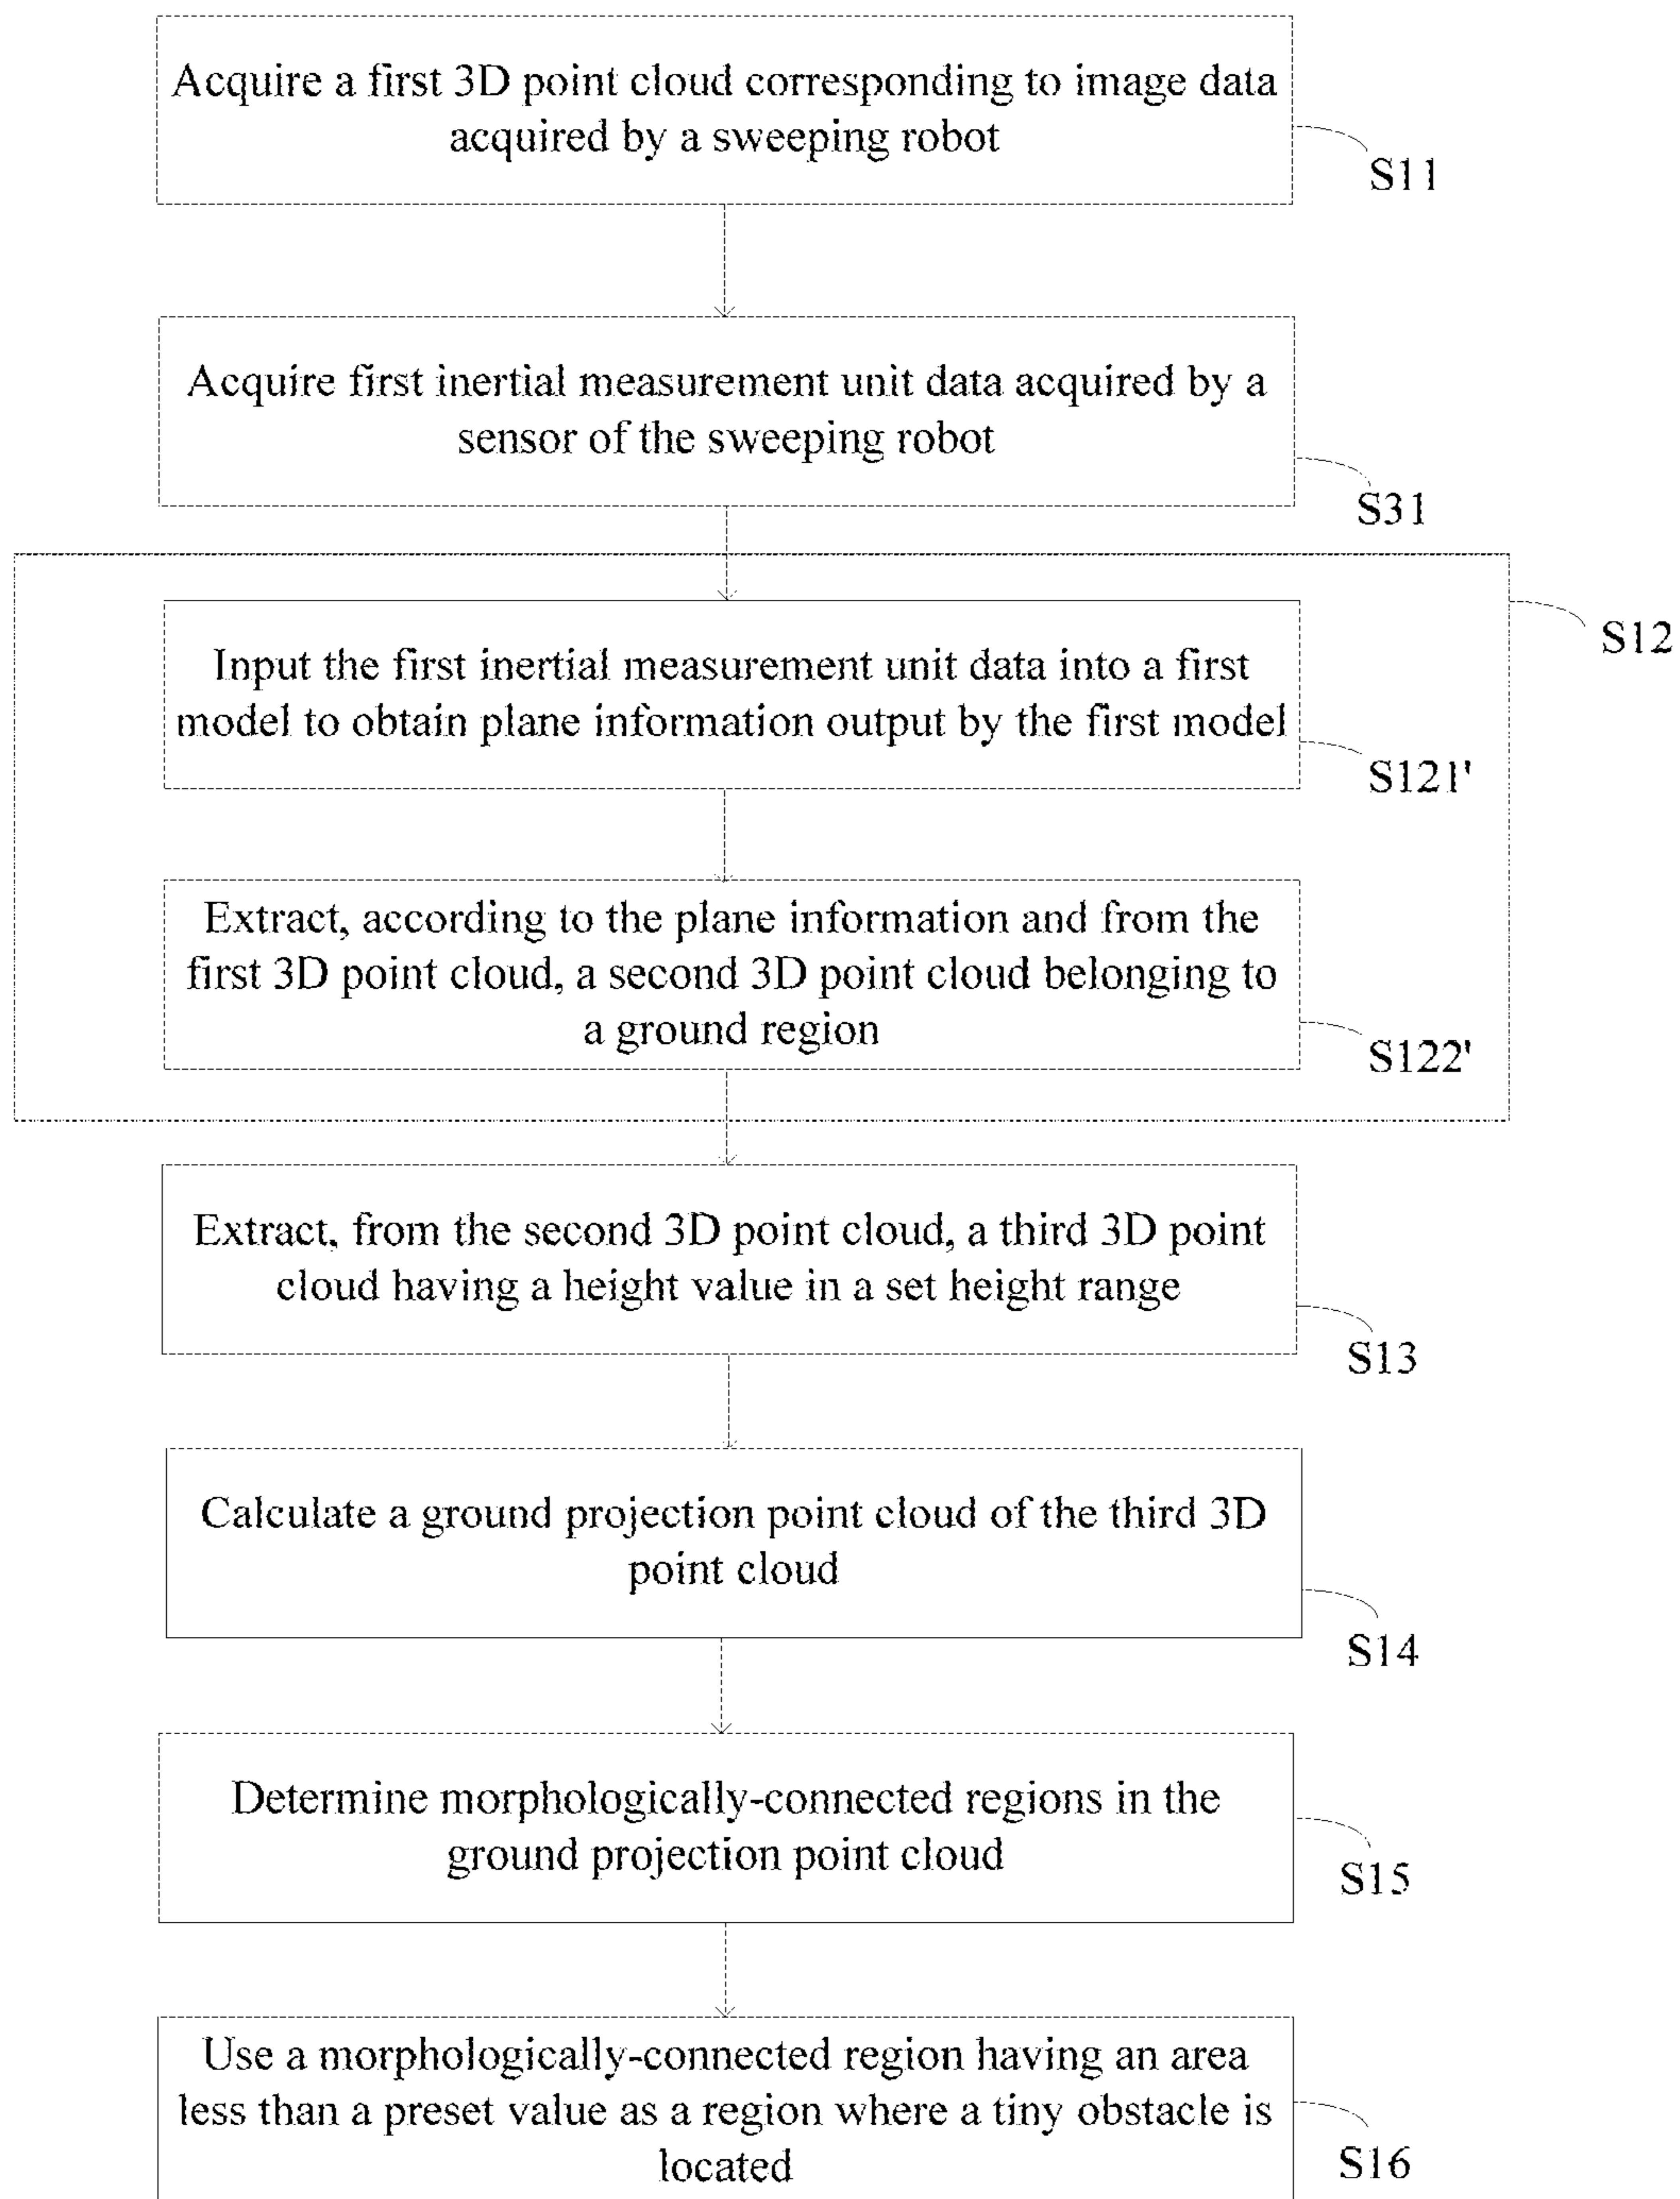 Acquire a first 3D point cloud corresponding to image data
acquired by a sweeping robot
S11
Acquire first inertial measurement unit data acquired by a
sensor of the sweeping robot
S31
S12
Input the first inertial measurement unit data into a first
model to obtain plane information output by the first model
S121'
Extract, according to the plane information and from the
first 3D point cloud, a second 3D point cloud belonging to
a ground region
S122'
Extract, from the second 3D point cloud, a third 3D point
cloud having a height value in a set height range
S13
Calculate a ground projection point cloud of the third 3D
point cloud
S14
Determine morphologically-connected regions in the
ground projection point cloud
S15
Use a morphologically-connected region having an area
less than a preset value as a region where a tiny obstacle is
located
S16